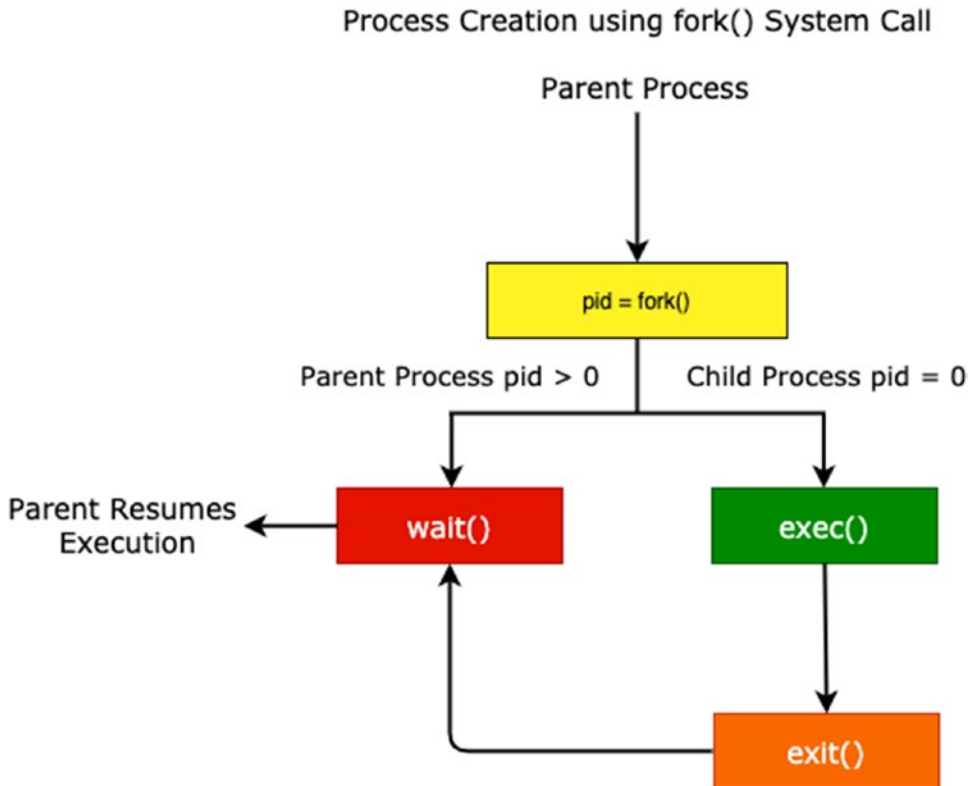 Process Creation using fork() System Call
Parent Process
pid = fork()
Parent Process pid > 0
Child Process pid = 0
Parent Resumes
Execution
wait()
exec()
exit()